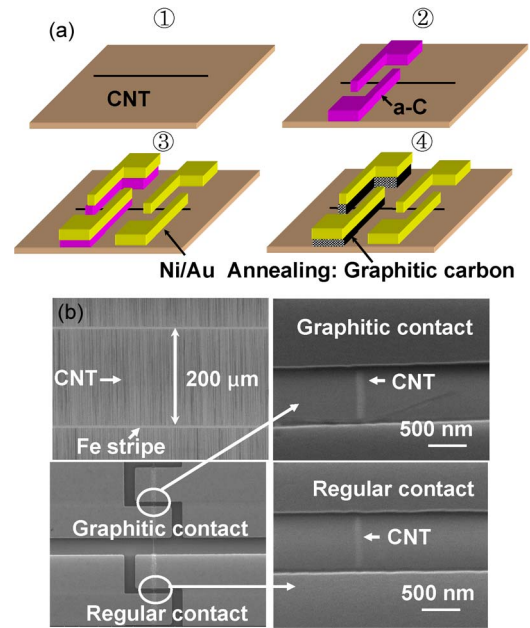 (a)
①
②
CNT
a-C
③
④
Ni/Au Annealing: Graphitic carbon
(b)
CNT
200 µm
Fe stripe
Graphitic contact
CNT
500 nm
Graphitic contact
Regular contact
Regular contact
CNT
500 nm